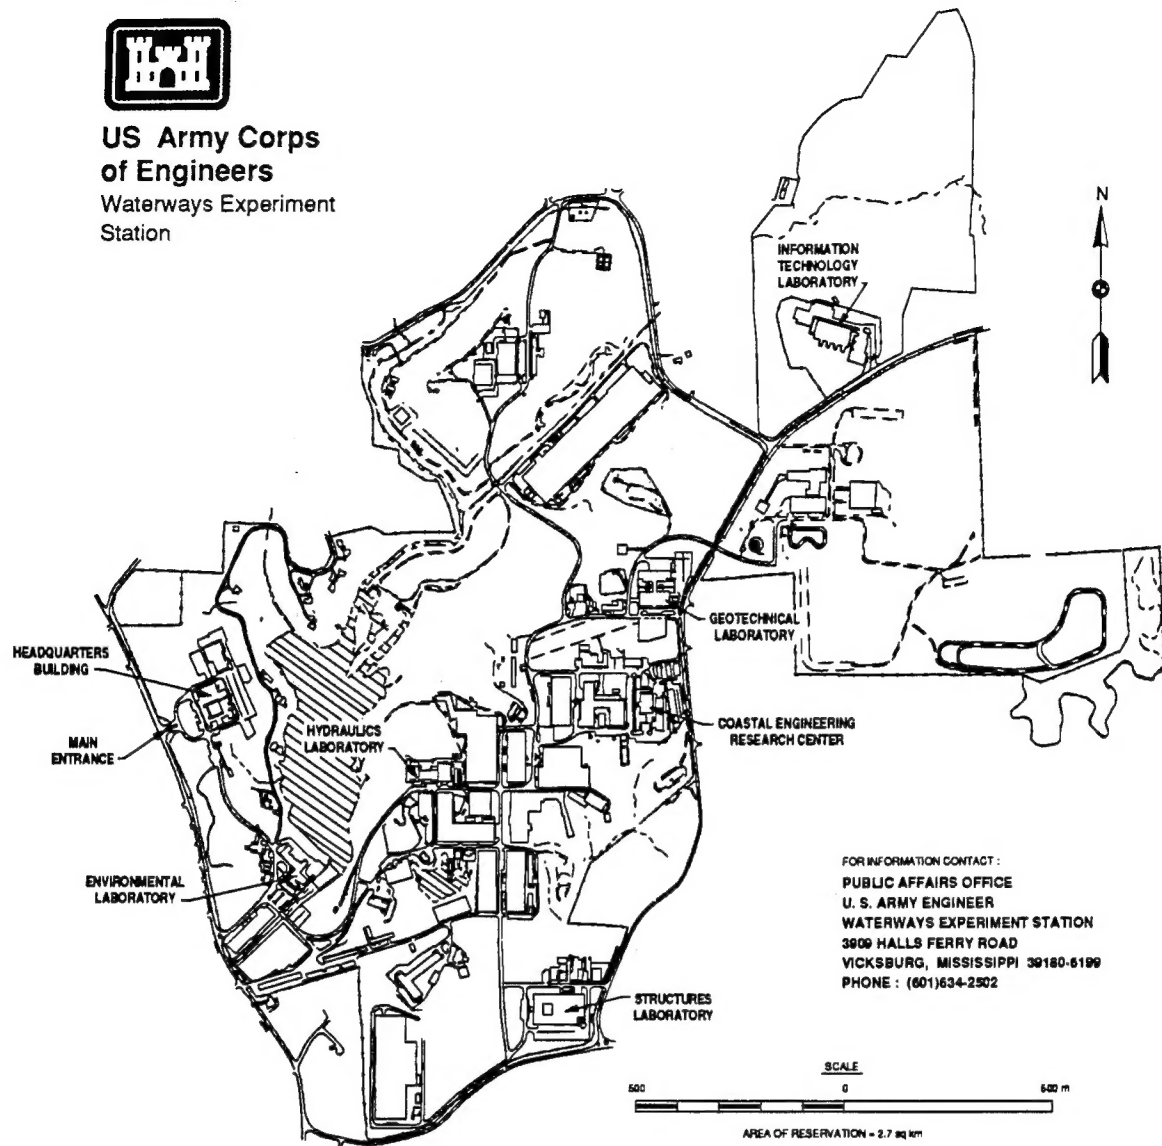 US Army Corps
of Engineers
Waterways Experiment
Station
N
INFORMATION
TECHNOLOGY
LABORATORY
GEOTECHNICAL
LABORATORY
HEADQUARTERS
BUILDING
MAIN
ENTRANCE
HYDRAULICS
LABORATORY
COASTAL ENGINEERING
RESEARCH CENTER
ENVIRONMENTAL
LABORATORY
STRUCTURES
LABORATORY
FOR INFORMATION CONTACT :
PUBLIC AFFAIRS OFFICE
U. S. ARMY ENGINEER
WATERWAYS EXPERIMENT STATION
3909 HALLS FERRY ROAD
VICKSBURG, MISSISSIPPI 39180-6199
PHONE : (601)634-2502
SCALE
500 0 500 m
AREA OF RESERVATION = 2.7 sq km